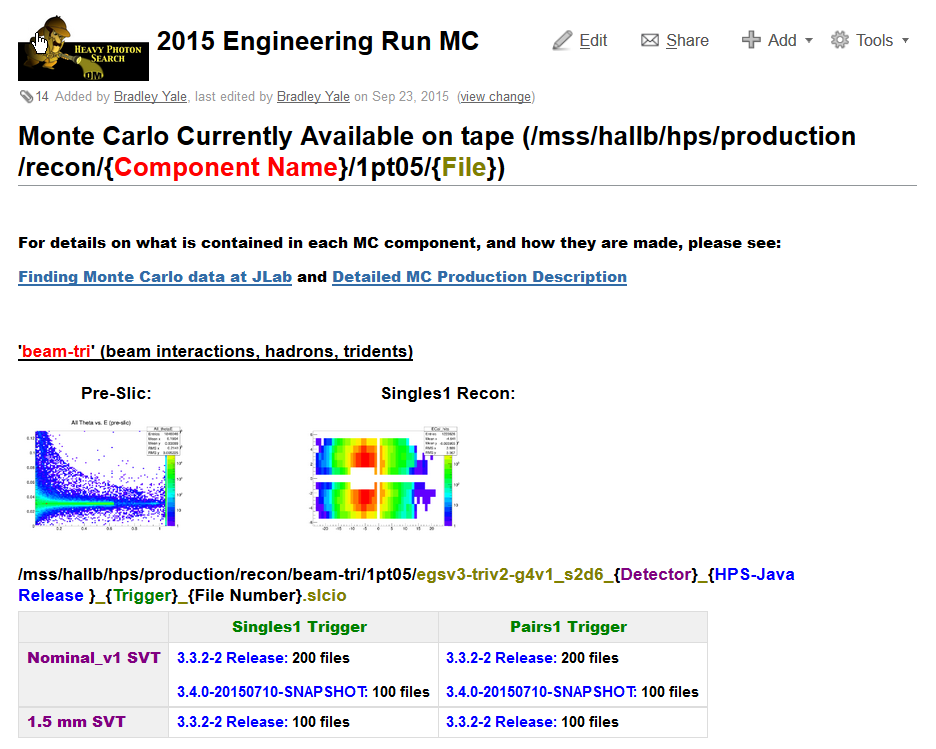 HEAVY PHOTON
SEARCH
2015 Engineering Run MC
Edit
Share
Add
Tools
14 Added by Bradley Yale, last edited by Bradley Yale on Sep 23, 2015 (view change)
Monte Carlo Currently Available on tape (/mss/hallb/hps/production
/recon/{Component Name}/1pt05/{File})
For details on what is contained in each MC component, and how they are made, please see:
Finding Monte Carlo data at JLab and Detailed MC Production Description
'beam-tri' (beam interactions, hadrons, tridents)
Pre-Slic: Singles1 Recon:
All Theta vs. E (pre-slic)
/mss/hallb/hps/production/recon/beam-tri/1pt05/egsv3-triv2-g4v1_s2d6_{Detector}_{HPS-Java
Release }_{Trigger}_{File Number}.slcio
Singles1 Trigger Pairs1 Trigger
Nominal_v1 SVT 3.3.2-2 Release: 200 files 3.3.2-2 Release: 200 files
3.4.0-20150710-SNAPSHOT: 100 files 3.4.0-20150710-SNAPSHOT: 100 files
1.5 mm SVT 3.3.2-2 Release: 100 files 3.3.2-2 Release: 100 files